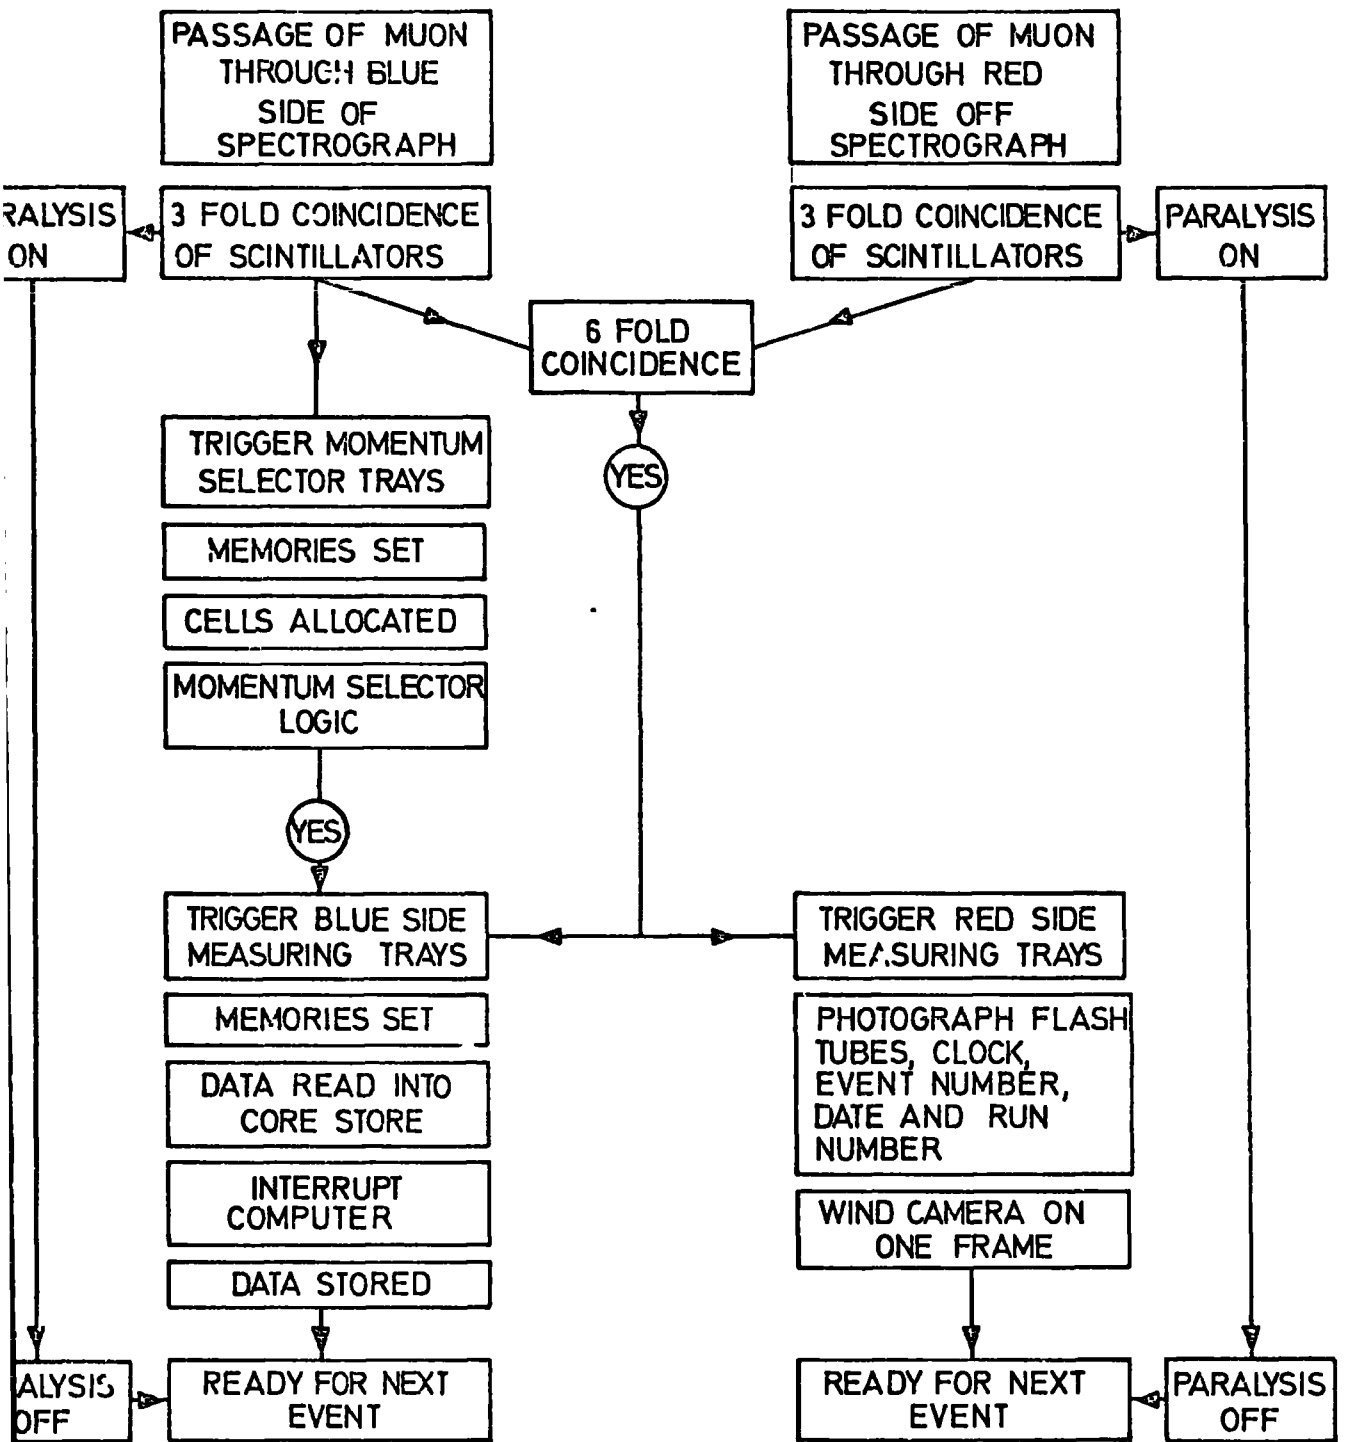 PASSAGE OF MUON
THROUGH BLUE
SIDE OF
SPECTROGRAPH
PASSAGE OF MUON
THROUGH RED
SIDE OFF
SPECTROGRAPH
RALYSIS
ON
3 FOLD COINCIDENCE
OF SCINTILLATORS
3 FOLD COINCIDENCE
OF SCINTILLATORS
PARALYSIS
ON
6 FOLD
COINCIDENCE
YES
TRIGGER MOMENTUM
SELECTOR TRAYS
MEMORIES SET
CELLS ALLOCATED
MOMENTUM SELECTOR
LOGIC
YES
TRIGGER BLUE SIDE
MEASURING TRAYS
TRIGGER RED SIDE
MEASURING TRAYS
MEMORIES SET
DATA READ INTO
CORE STORE
INTERRUPT
COMPUTER
DATA STORED
PHOTOGRAPH FLASH
TUBES, CLOCK,
EVENT NUMBER,
DATE AND RUN
NUMBER
WIND CAMERA ON
ONE FRAME
ALYSIS
OFF
READY FOR NEXT
EVENT
READY FOR NEXT
EVENT
PARALYSIS
OFF